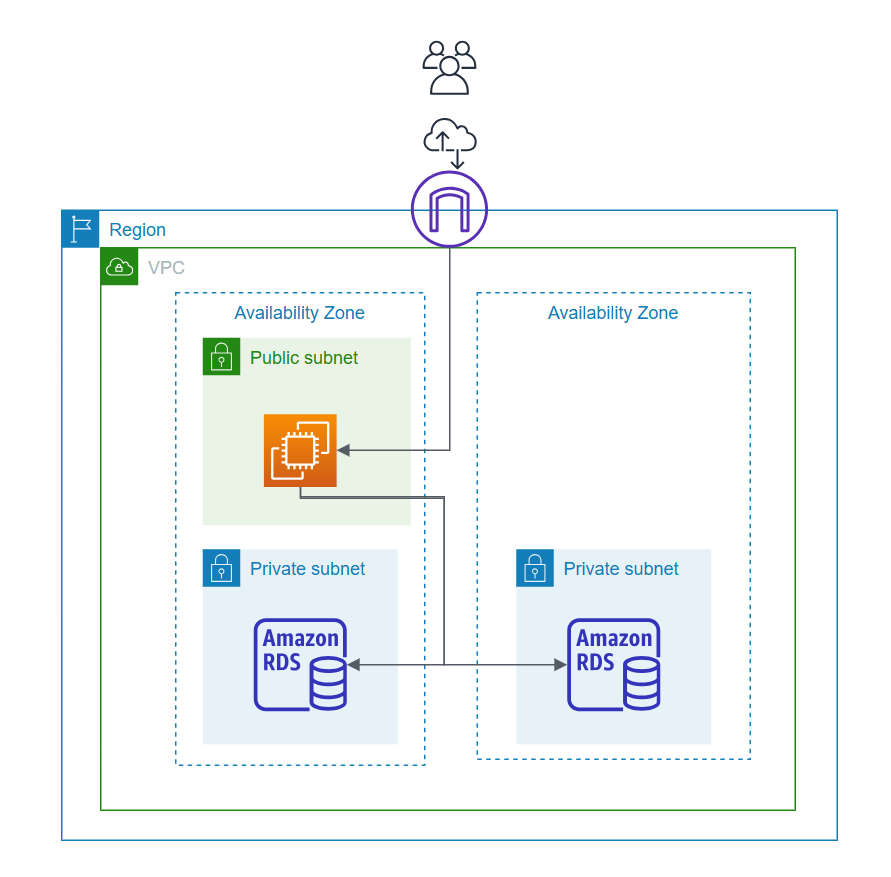 Region
VPC
Availability Zone
Availability Zone
Public subnet
Private subnet
Private subnet
Amazon
RDS
Amazon
RDS